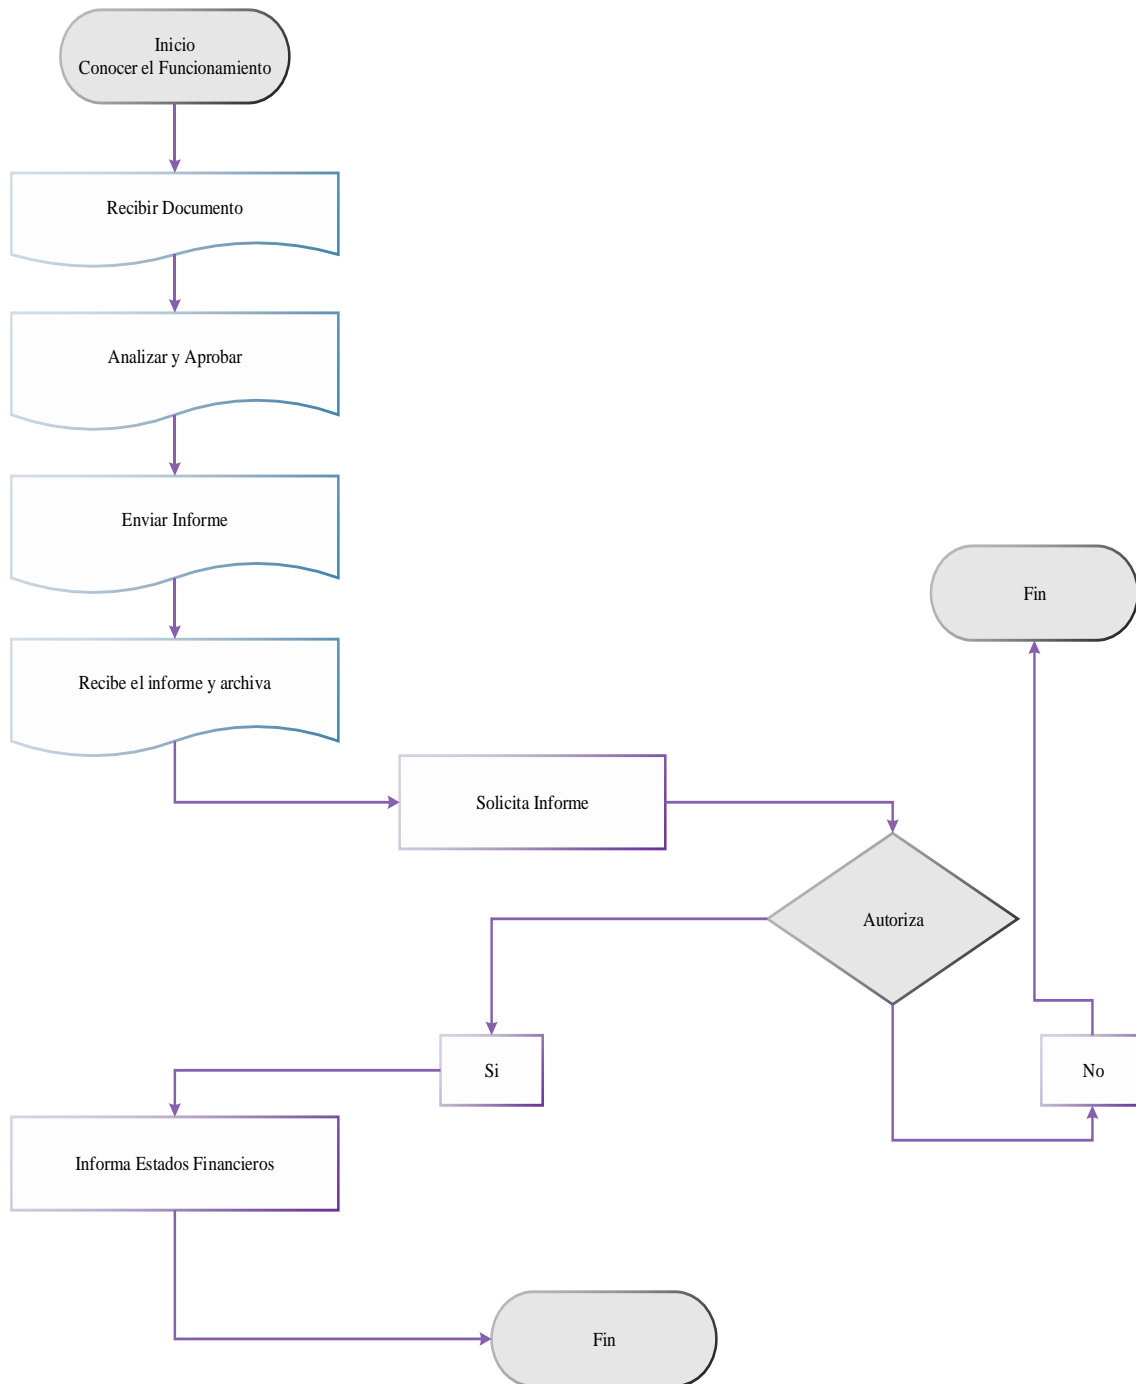 Inicio
Conocer el Funcionamiento
Recibir Documento
Analizar y Aprobar
Enviar Informe
Fin
Recibe el informe y archiva
Solicita Informe
Autoriza
Si
No
Informa Estados Financieros
Fin